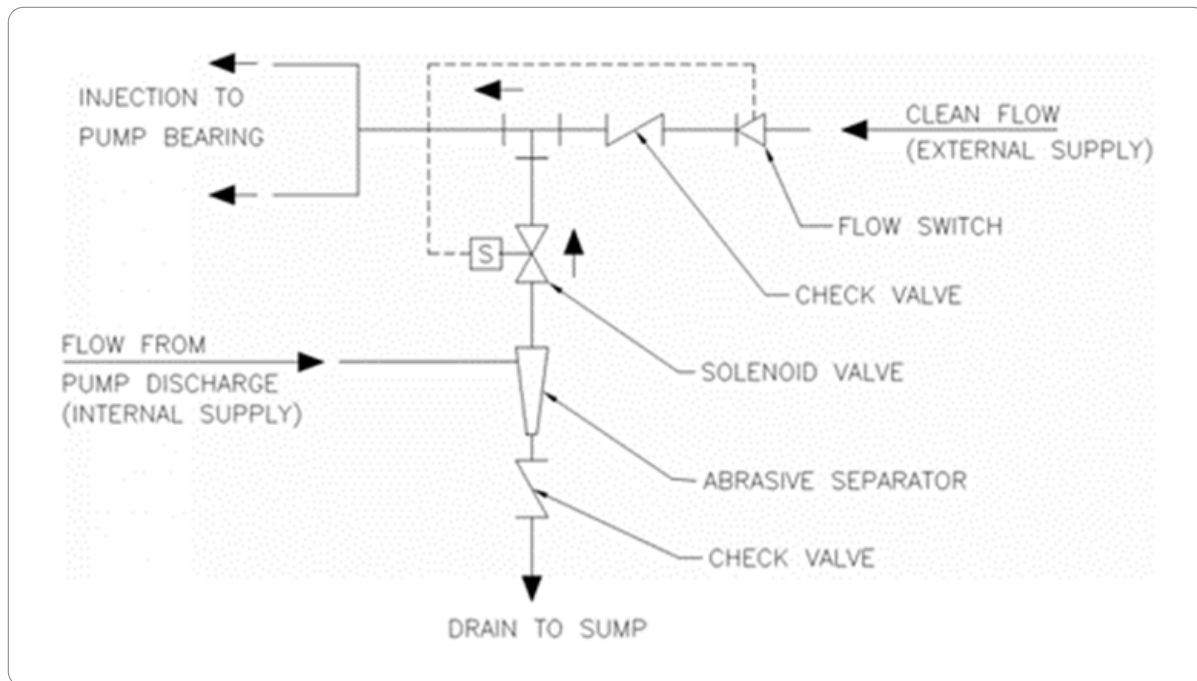 INJECTION TO
PUMP BEARING
CLEAN FLOW
(EXTERNAL SUPPLY)
FLOW SWITCH
S
CHECK VALVE
FLOW FROM
PUMP DISCHARGE
(INTERNAL SUPPLY)
SOLENOID VALVE
ABRASIVE SEPARATOR
CHECK VALVE
DRAIN TO SUMP